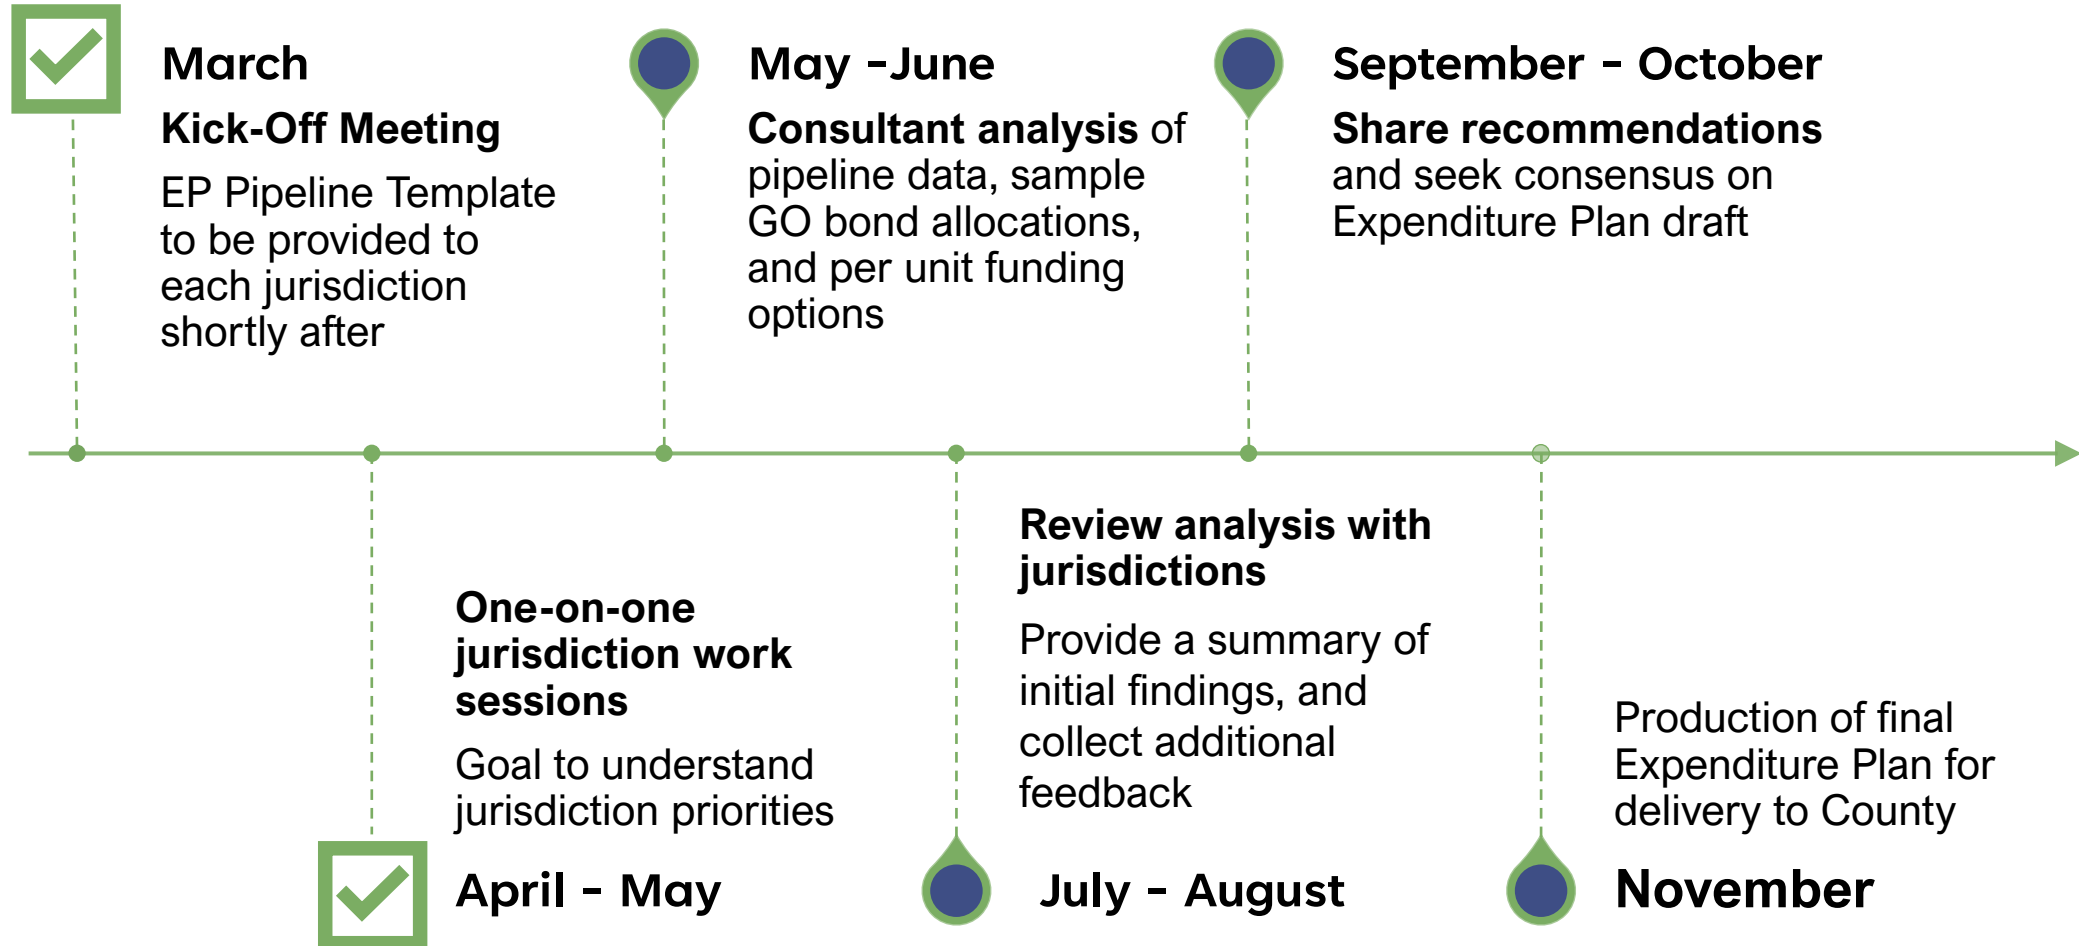 March
Kick-Off Meeting
EP Pipeline Template
to be provided to
each jurisdiction
shortly after
May -June
Consultant analysis of
pipeline data, sample
GO bond allocations,
and per unit funding
options
September - October
Share recommendations
and seek consensus on
Expenditure Plan draft
One-on-one
jurisdiction work
sessions
Goal to understand
jurisdiction priorities
April - May
Review analysis with
jurisdictions
Provide a summary of
initial findings, and
collect additional
feedback
July - August
Production of final
Expenditure Plan for
delivery to County
November